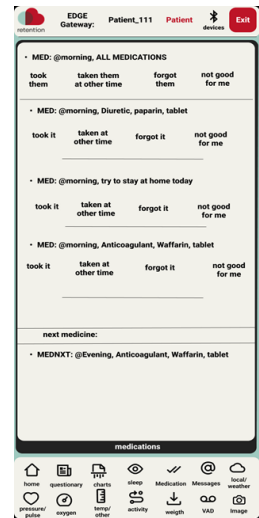 retention
EDGE
Gateway:
Patient_111
Patient
devices
Exit
• MED: @morning, ALL MEDICATIONS
took
them
taken them
at other time
forgot
them
not good
for me
• MED: @morning, Diuretic, paparin, tablet
took it
taken at
other time
forgot it
not good
for me
• MED: @morning, try to stay at home today
took it
taken at
other time
forgot it
not good
for me
• MED: @morning, Anticoagulant, Waffarin, tablet
took it
taken at
other time
forgot it
not good
for me
next medicine:
• MEDNXT: @Evening, Anticoagulant, Waffarin, tablet
medications
home
questionary
charts
sleep
Medication
Messages
local/
weather
pressure/
pulse
oxygen
temp/
other
activity
weigth
VAD
Image